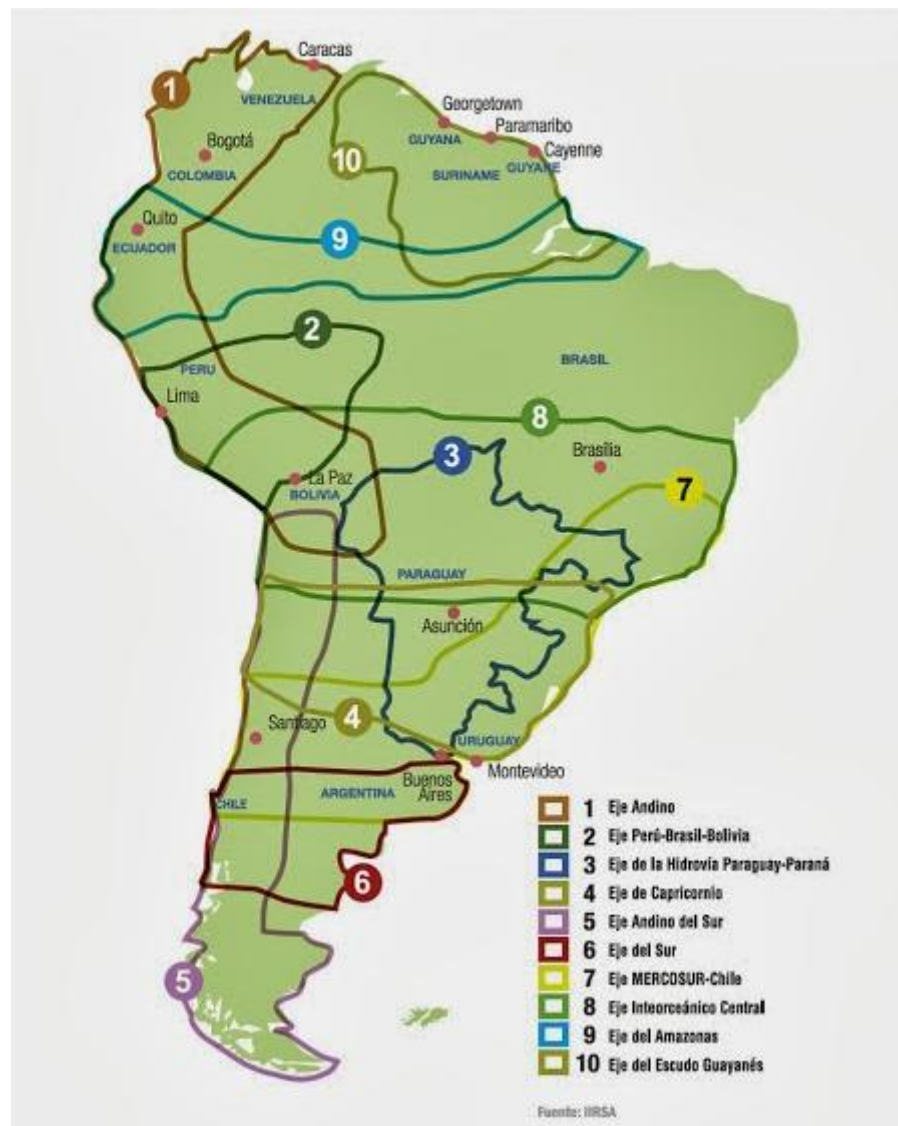 Caracas
1
VENEZUELA
Georgetown
Paramaribo
GUYANA
Bogotá
Cayenne
10
GUYANE
COLOMBIA
SURINAME
Quito
9
ECUADOR
2
BRASIL
PERU
Lima
8
Brasília
3
La Paz
7
BOLIVIA
PARAGUAY
Asunción
4
Santiago
URUGUAY
Montevideo
Buenos
Aires
ARGENTINA
CHILE
6
5
1 Eje Andino
2 Eje Perú-Brasil-Bolivia
3 Eje de la Hidrovía Paraguay-Paraná
4 Eje de Capricornio
5 Eje Andino del Sur
6 Eje del Sur
7 Eje MERCOSUR-Chile
8 Eje Inteorceánico Central
9 Eje del Amazonas
10 Eje del Escudo Guayanés
Fuente: IIRSA